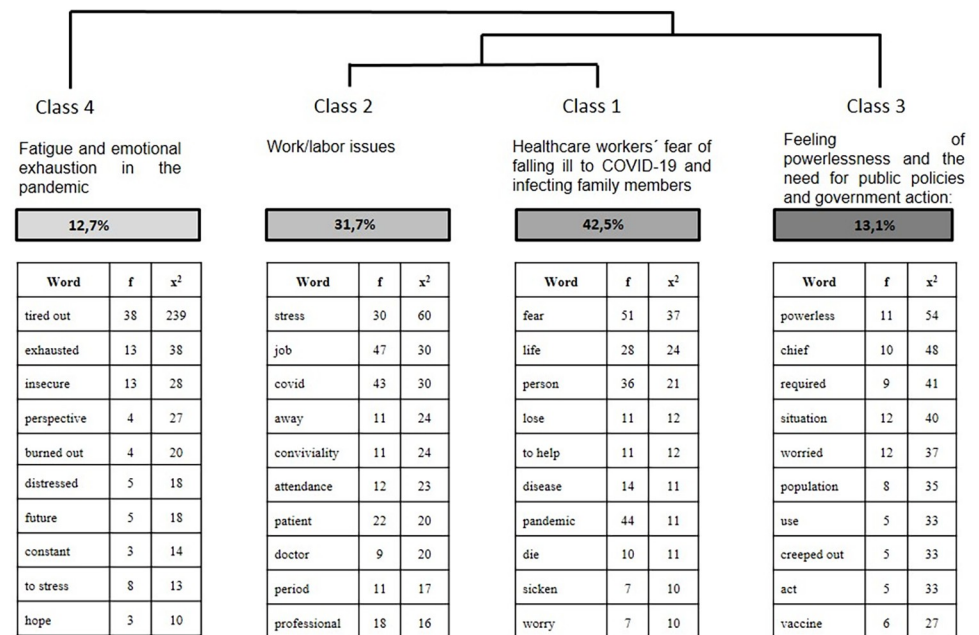 Class 4
Fatigue and emotional
exhaustion in the
pandemic
12,7%
Word f x²
tired out 38 239
exhausted 13 38
insecure 13 28
perspective 4 27
burned out 4 20
distressed 5 18
future 5 18
constant 3 14
to stress 8 13
hope 3 10
Class 2
Work/labor issues
31,7%
Word f x²
stress 30 60
job 47 30
covid 43 30
away 11 24
conviviality 11 24
attendance 12 23
patient 22 20
doctor 9 20
period 11 17
professional 18 16
Class 1
Healthcare workers´ fear of
falling ill to COVID-19 and
infecting family members
42,5%
Word f x²
fear 51 37
life 28 24
person 36 21
lose 11 12
to help 11 12
disease 14 11
pandemic 44 11
die 10 11
sicken 7 10
worry 7 10
Class 3
Feeling of
powerlessness and the
need for public policies
and government action:
13,1%
Word f x²
powerless 11 54
chief 10 48
required 9 41
situation 12 40
worried 12 37
population 8 35
use 5 33
creeped out 5 33
act 5 33
vaccine 6 27